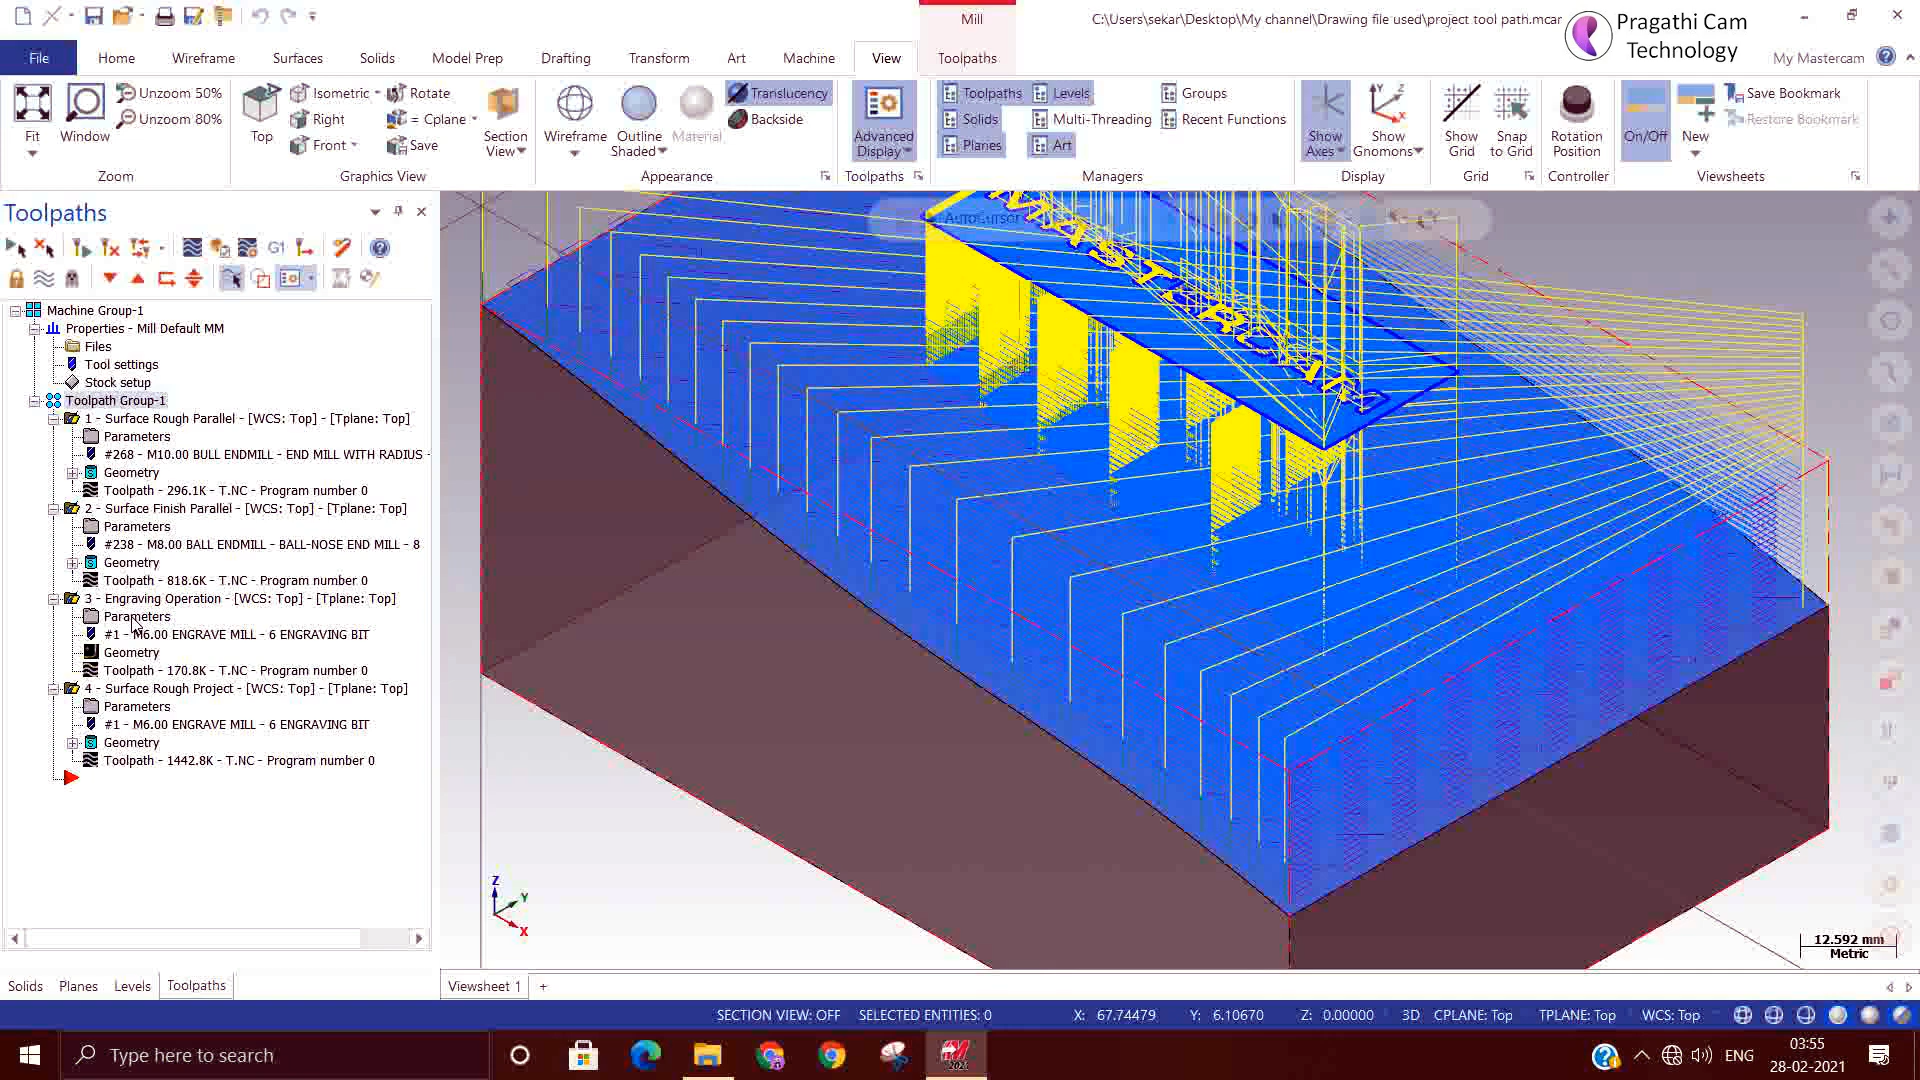 Mill
C:\Users\sekar\Desktop\My channel\Drawing file used\project tool path.mcam
Pragathi Cam
Technology
File
Home
Wireframe
Surfaces
Solids
Model Prep
Drafting
Transform
Art
Machine
View
Toolpaths
My Mastercam
Fit
Window
Unzoom 50%
Unzoom 80%
Zoom
Top
Isometric
Right
Front
Rotate
= Cplane
Save
Graphics View
Section
View
Wireframe
Outline
Shaded
Material
Translucency
Backside
Appearance
Advanced
Display
Toolpaths
Toolpaths
Solids
Planes
Levels
Multi-Threading
Art
Groups
Recent Functions
Managers
Show
Axes
Show
Gnomons
Display
Show
Grid
Snap
to Grid
Grid
Rotation
Position
Controller
On/Off
New
Save Bookmark
Restore Bookmark
Viewsheets
Toolpaths
G1
Machine Group-1
Properties - Mill Default MM
Files
Tool settings
Stock setup
Toolpath Group-1
1 - Surface Rough Parallel - [WCS: Top] - [Tplane: Top]
Parameters
#268 - M10.00 BULL ENDMILL - END MILL WITH RADIUS -
Geometry
Toolpath - 296.1K - T.NC - Program number 0
2 - Surface Finish Parallel - [WCS: Top] - [Tplane: Top]
Parameters
#238 - M8.00 BALL ENDMILL - BALL-NOSE END MILL - 8
Geometry
Toolpath - 818.6K - T.NC - Program number 0
3 - Engraving Operation - [WCS: Top] - [Tplane: Top]
Parameters
#1 - M6.00 ENGRAVE MILL - 6 ENGRAVING BIT
Geometry
Toolpath - 170.8K - T.NC - Program number 0
4 - Surface Rough Project - [WCS: Top] - [Tplane: Top]
Parameters
#1 - M6.00 ENGRAVE MILL - 6 ENGRAVING BIT
Geometry
Toolpath - 1442.8K - T.NC - Program number 0
AutoCursor
MASTERCAM
Z
Y
X
12.592 mm
Metric
Solids
Planes
Levels
Toolpaths
Viewsheet 1
+
SECTION VIEW: OFF
SELECTED ENTITIES: 0
X: 67.74479
Y: 6.10670
Z: 0.00000
3D
CPLANE: Top
TPLANE: Top
WCS: Top
Type here to search
2021
ENG
03:55
28-02-2021